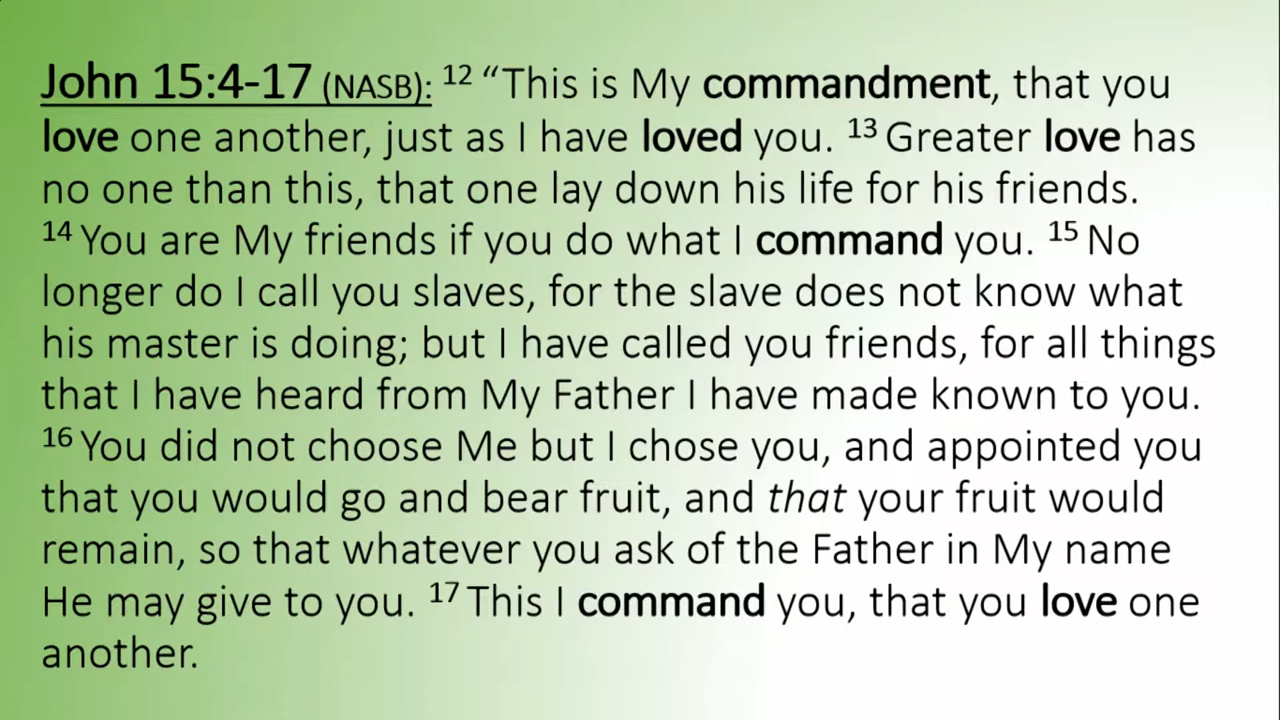 John 15:4-17 (NASB): 12 “This is My commandment, that you
love one another, just as I have loved you. 13 Greater love has
no one than this, that one lay down his life for his friends.
14 You are My friends if you do what I command you. 15 No
longer do I call you slaves, for the slave does not know what
his master is doing; but I have called you friends, for all things
that I have heard from My Father I have made known to you.
16 You did not choose Me but I chose you, and appointed you
that you would go and bear fruit, and that your fruit would
remain, so that whatever you ask of the Father in My name
He may give to you. 17 This I command you, that you love one
another.